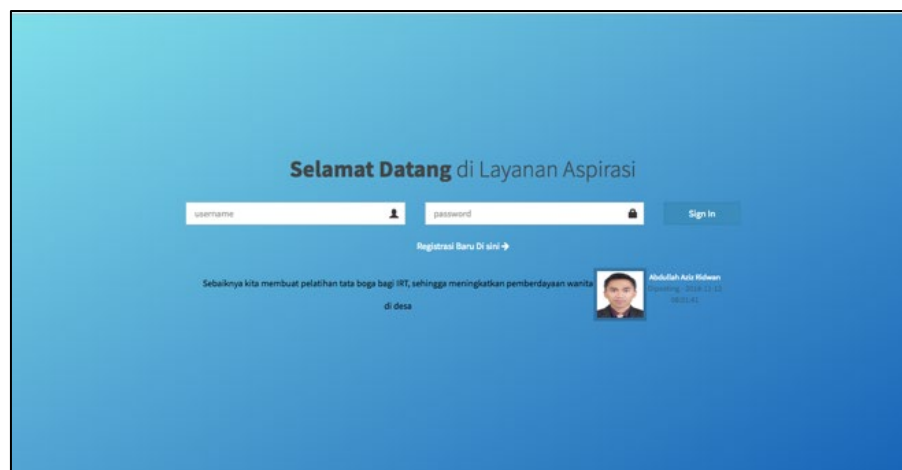 Selamat Datang di Layanan Aspirasi
username
password
Sign In
Registrasi Baru Di sini
Sebaiknya kita membuat pelatihan tata boga bagi IRT, sehingga meningkatkan pemberdayaan wanita
di desa
Abdullah Aziz Ridwan